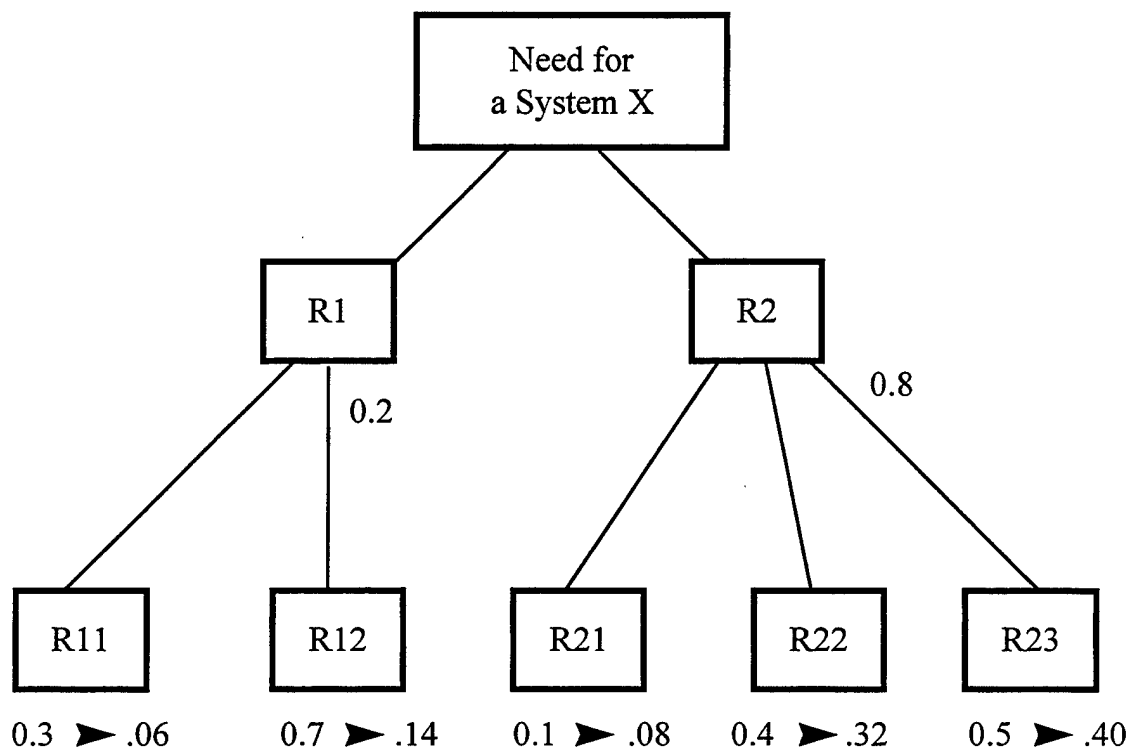 Need for
a System X
R1
R2
0.2
0.8
R11
R12
R21
R22
R23
0.3 ➤ .06
0.7 ➤ .14
0.1 ➤ .08
0.4 ➤ .32
0.5 ➤ .40